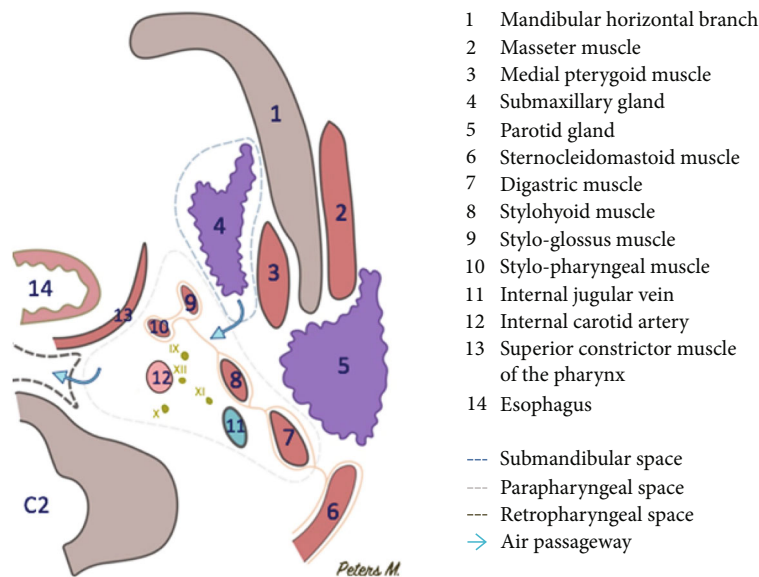 1
2
3
4
5
6
7
8
9
10
11
12
13
14
IX
XII
XI
X
C2
Peters M.
1 Mandibular horizontal branch
2 Masseter muscle
3 Medial pterygoid muscle
4 Submaxillary gland
5 Parotid gland
6 Sternocleidomastoid muscle
7 Digastric muscle
8 Stylohyoid muscle
9 Stylo-glossus muscle
10 Stylo-pharyngeal muscle
11 Internal jugular vein
12 Internal carotid artery
13 Superior constrictor muscle
of the pharynx
14 Esophagus
Submandibular space
Parapharyngeal space
Retropharyngeal space
Air passageway